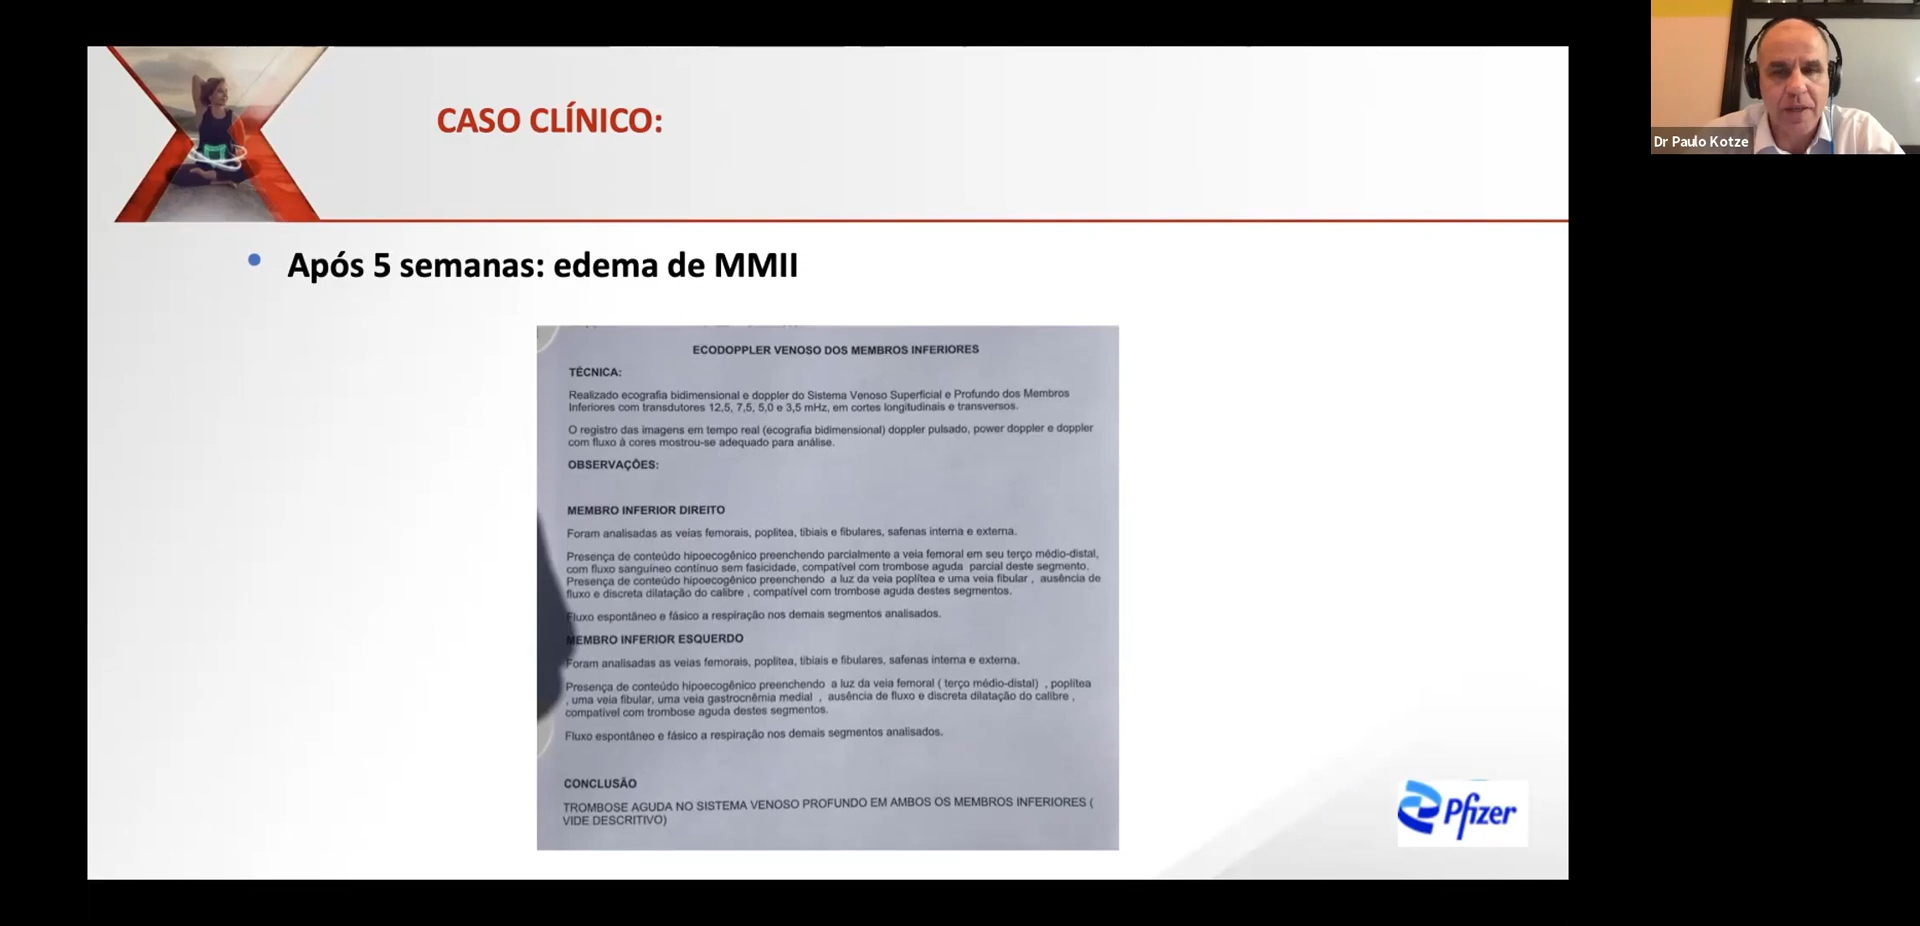 CASO CLÍNICO:
Dr Paulo Kotze
Após 5 semanas: edema de MMII
ECODOPPLER VENOSO DOS MEMBROS INFERIORES
TÉCNICA:
Realizado ecografia bidimensional e doppler do Sistema Venoso Superficial e Profundo dos Membros
Inferiores com transdutores 12,5, 7,5, 5,0 e 3,5 mHz, em cortes longitudinais e transversos.
O registro das imagens em tempo real (ecografia bidimensional) doppler pulsado, power doppler e doppler
com fluxo à cores mostrou-se adequado para análise.
OBSERVAÇÕES:
MEMBRO INFERIOR DIREITO
Foram analisadas as veias femorais, poplitea, tibiais e fibulares, safenas interna e externa.
Presença de conteúdo hipoecogênico preenchendo parcialmente a veia femoral em seu terço médio-distal,
com fluxo sanguíneo contínuo sem fasicidade, compatível com trombose aguda parcial deste segmento.
Presença de conteúdo hipoecogênico preenchendo a luz da veia poplítea e uma veia fibular , ausência de
fluxo e discreta dilatação do calibre , compatível com trombose aguda destes segmentos.
Fluxo espontâneo e fásico a respiração nos demais segmentos analisados.
MEMBRO INFERIOR ESQUERDO
Foram analisadas as veias femorais, poplitea, tibiais e fibulares, safenas interna e externa.
Presença de conteúdo hipoecogênico preenchendo a luz da veia femoral ( terço médio-distal) , poplítea
, uma veia fibular, uma veia gastrocnêmia medial , ausência de fluxo e discreta dilatação do calibre ,
compatível com trombose aguda destes segmentos.
Fluxo espontâneo e fásico a respiração nos demais segmentos analisados.
CONCLUSÃO
TROMBOSE AGUDA NO SISTEMA VENOSO PROFUNDO EM AMBOS OS MEMBROS INFERIORES (
VIDE DESCRITIVO)
Pfizer